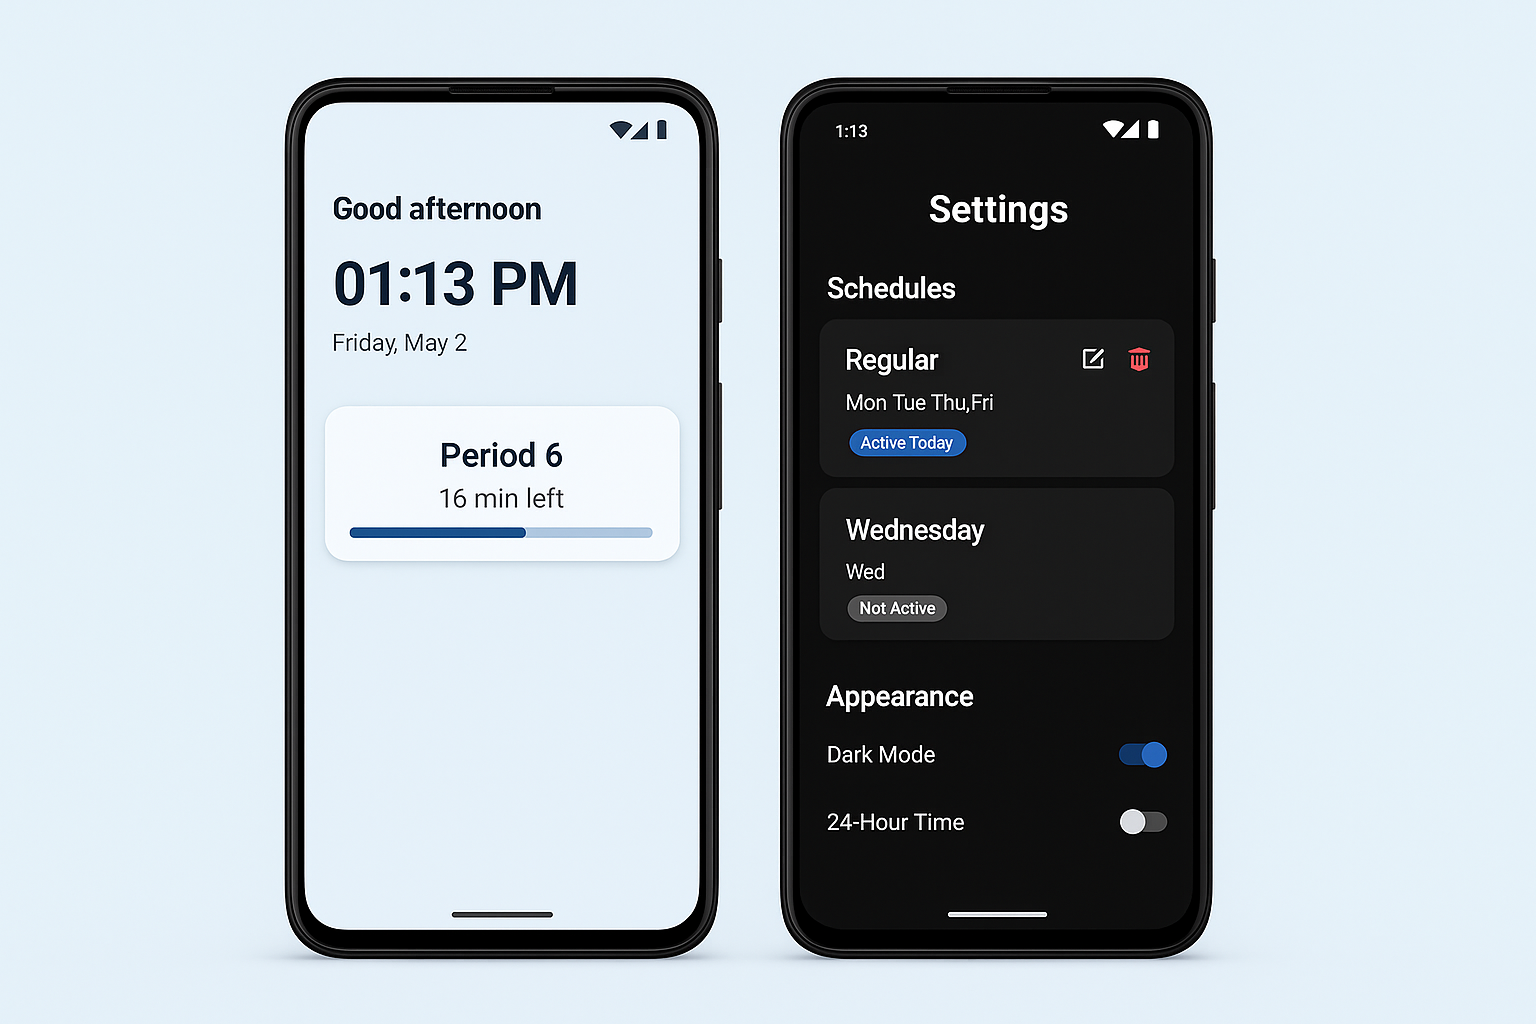 Good afternoon
01:13 PM
Friday, May 2
Period 6
16 min left
1:13
Settings
Schedules
Regular
Mon Tue Thu,Fri
Active Today
Wednesday
Wed
Not Active
Appearance
Dark Mode
24-Hour Time